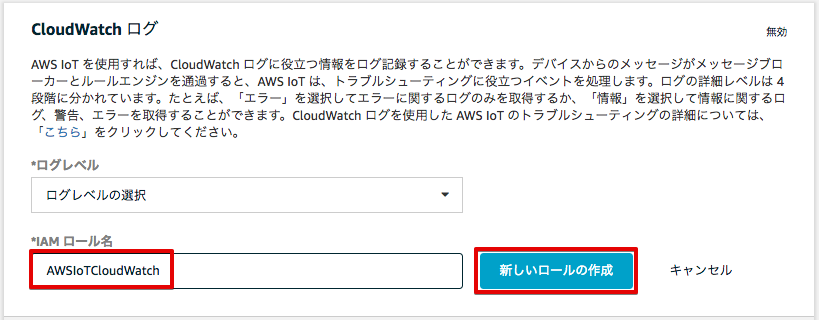 CloudWatch ログ
無効
AWS IoT を使用すれば、CloudWatch ログに役立つ情報をログ記録することができます。デバイスからのメッセージがメッセージブロ
ーカーとルールエンジンを通過すると、AWS IoT は、トラブルシューティングに役立つイベントを処理します。ログの詳細レベルは 4
段階に分かれています。たとえば、「エラー」を選択してエラーに関するログのみを取得するか、「情報」を選択して情報に関するロ
グ、警告、エラーを取得することができます。CloudWatch ログを使用した AWS IoT のトラブルシューティングの詳細については、
「こちら」をクリックしてください。
*ログレベル
ログレベルの選択
*IAM ロール名
AWSIoTCloudWatch
新しいロールの作成
キャンセル